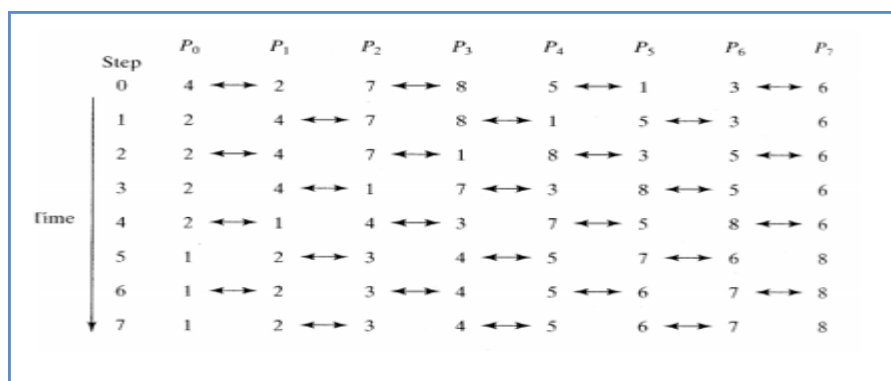 P0 P1 P2 P3 P4 P5 P6 P7
Step
0 4 ↔ 2 7 ↔ 8 5 ↔ 1 3 ↔ 6
1 2 4 ↔ 7 8 ↔ 1 5 ↔ 3 6
2 2 ↔ 4 7 ↔ 1 8 ↔ 3 5 ↔ 6
3 2 4 ↔ 1 7 ↔ 3 8 ↔ 5 6
Time
4 2 ↔ 1 4 ↔ 3 7 ↔ 5 8 ↔ 6
5 1 2 ↔ 3 4 ↔ 5 7 ↔ 6 8
6 1 ↔ 2 3 ↔ 4 5 ↔ 6 7 ↔ 8
7 1 2 ↔ 3 4 ↔ 5 6 ↔ 7 8